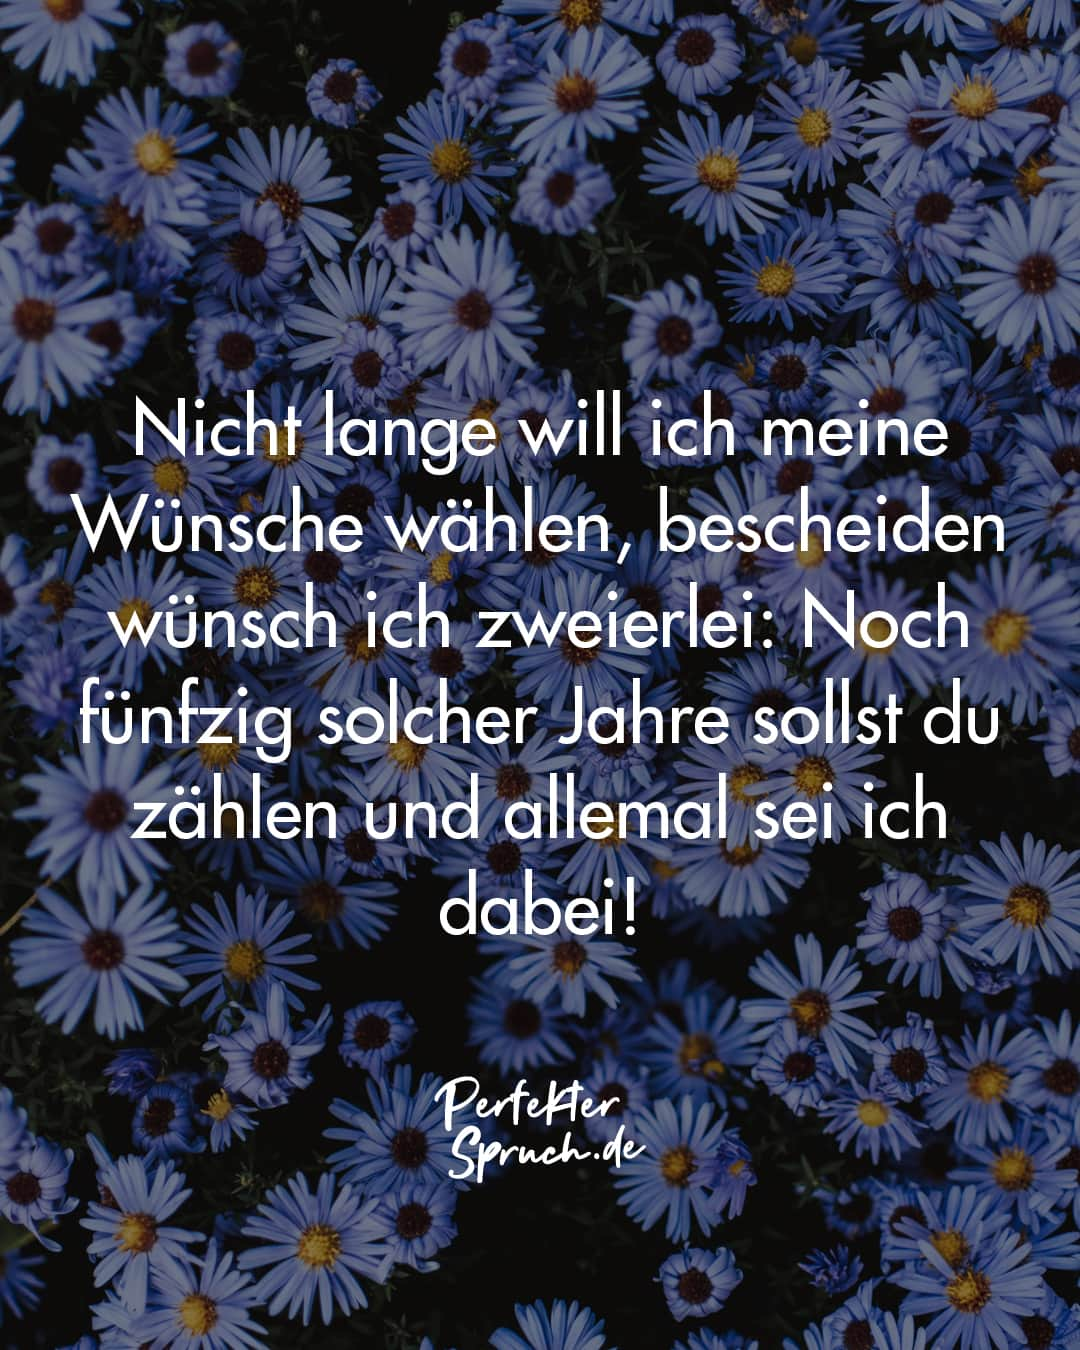 Nicht lange will ich meine
Wünsche wählen, bescheiden
wünsch ich zweierlei: Noch
fünfzig solcher Jahre sollst du
zählen und allemal sei ich
dabei!
Perfekter
Spruch.de